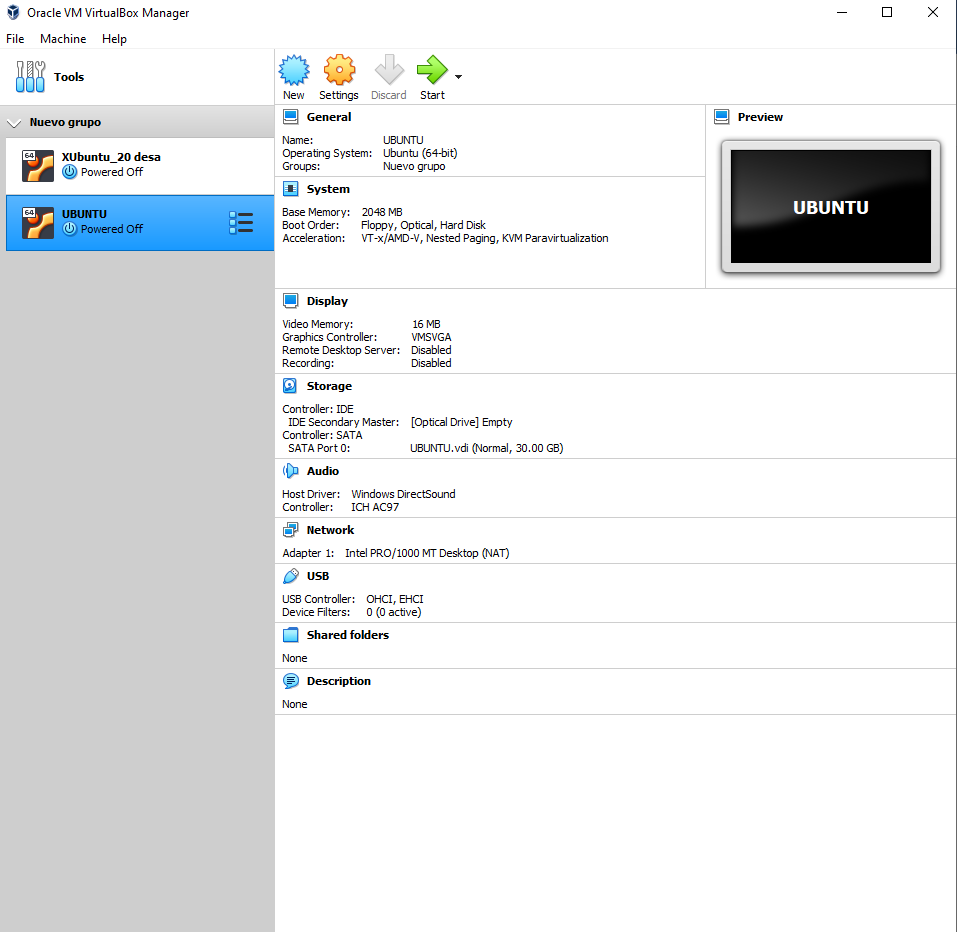 Oracle VM VirtualBox Manager
File Machine Help
Tools
New Settings Discard Start
Nuevo grupo
64
XUbuntu_20 desa
Powered Off
64
UBUNTU
Powered Off
General
Name: UBUNTU
Operating System: Ubuntu (64-bit)
Groups: Nuevo grupo
Preview
UBUNTU
System
Base Memory: 2048 MB
Boot Order: Floppy, Optical, Hard Disk
Acceleration: VT-x/AMD-V, Nested Paging, KVM Paravirtualization
Display
Video Memory: 16 MB
Graphics Controller: VMSVGA
Remote Desktop Server: Disabled
Recording: Disabled
Storage
Controller: IDE
IDE Secondary Master: [Optical Drive] Empty
Controller: SATA
SATA Port 0: UBUNTU.vdi (Normal, 30.00 GB)
Audio
Host Driver: Windows DirectSound
Controller: ICH AC97
Network
Adapter 1: Intel PRO/1000 MT Desktop (NAT)
USB
USB Controller: OHCI, EHCI
Device Filters: 0 (0 active)
Shared folders
None
Description
None